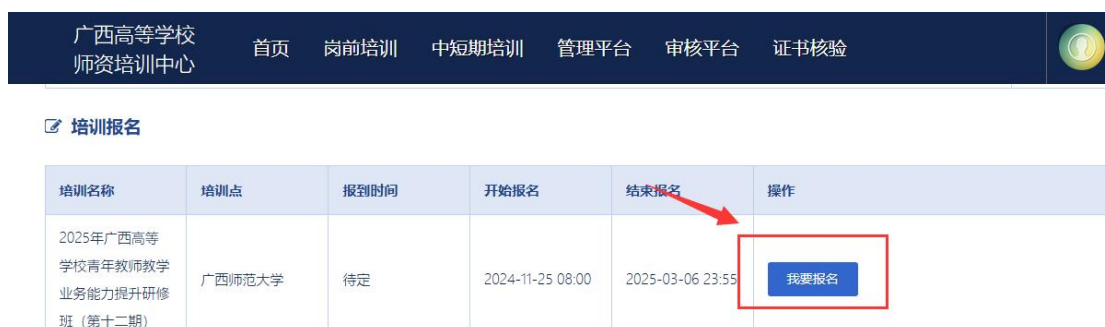 广西高等学校
师资培训中心
首页 岗前培训 中短期培训 管理平台 审核平台 证书核验
培训报名
培训名称 培训点 报到时间 开始报名 结束报名 操作
2025年广西高等
学校青年教师教学
业务能力提升研修
班（第十二期）
广西师范大学 待定 2024-11-25 08:00 2025-03-06 23:55 我要报名